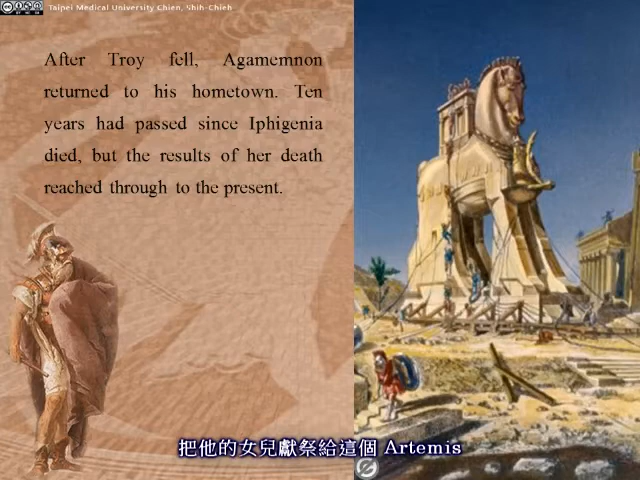 Taipei Medical University Chien, Shih-Chieh
After Troy fell, Agamemnon
returned to his hometown. Ten
years had passed since Iphigenia
died, but the results of her death
reached through to the present.
把他的女兒獻祭給這個 Artemis